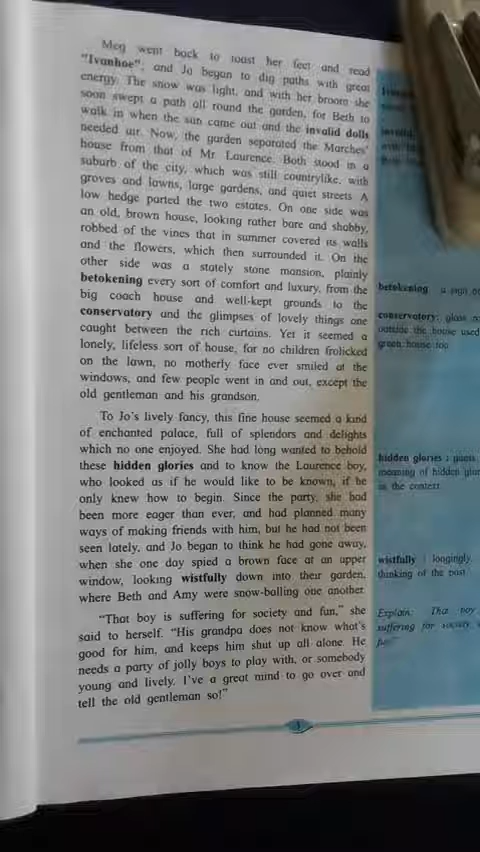 Meg went back to toast her feet and read
"Ivanhoe", and Jo began to dig paths with great
energy. The snow was light, and with her broom she
soon swept a path all round the garden, for Beth to
walk in when the sun came out and the invalid dolls
needed air. Now, the garden separated the Marches'
house from that of Mr. Laurence. Both stood in a
suburb of the city, which was still countrylike, with
groves and lawns, large gardens, and quiet streets. A
low hedge parted the two estates. On one side was
an old, brown house, looking rather bare and shabby,
robbed of the vines that in summer covered its walls
and the flowers, which then surrounded it. On the
other side was a stately stone mansion, plainly
betokening every sort of comfort and luxury, from the
big coach house and well-kept grounds to the
conservatory and the glimpses of lovely things one
caught between the rich curtains. Yet it seemed a
lonely, lifeless sort of house, for no children frolicked
on the lawn, no motherly face ever smiled at the
windows, and few people went in and out, except the
old gentleman and his grandson.
To Jo's lively fancy, this fine house seemed a kind
of enchanted palace, full of splendors and delights
which no one enjoyed. She had long wanted to behold
these hidden glories and to know the Laurence boy,
who looked as if he would like to be known, if he
only knew how to begin. Since the party, she had
been more eager than ever, and had planned many
ways of making friends with him, but he had not been
seen lately, and Jo began to think he had gone away,
when she one day spied a brown face at an upper
window, looking wistfully down into their garden,
where Beth and Amy were snow-balling one another.
"That boy is suffering for society and fun," she
said to herself. "His grandpa does not know what's
good for him, and keeps him shut up all alone. He
needs a party of jolly boys to play with, or somebody
young and lively. I've a great mind to go over and
tell the old gentleman so!"
3
invalid
betokening : a sign
conservatory: glass
outside the house used
green house too
hidden glories :
meaning of hidden
in the context
wistfully : longingly
thinking of the past
Explain: That boy
suffering for society
fun"